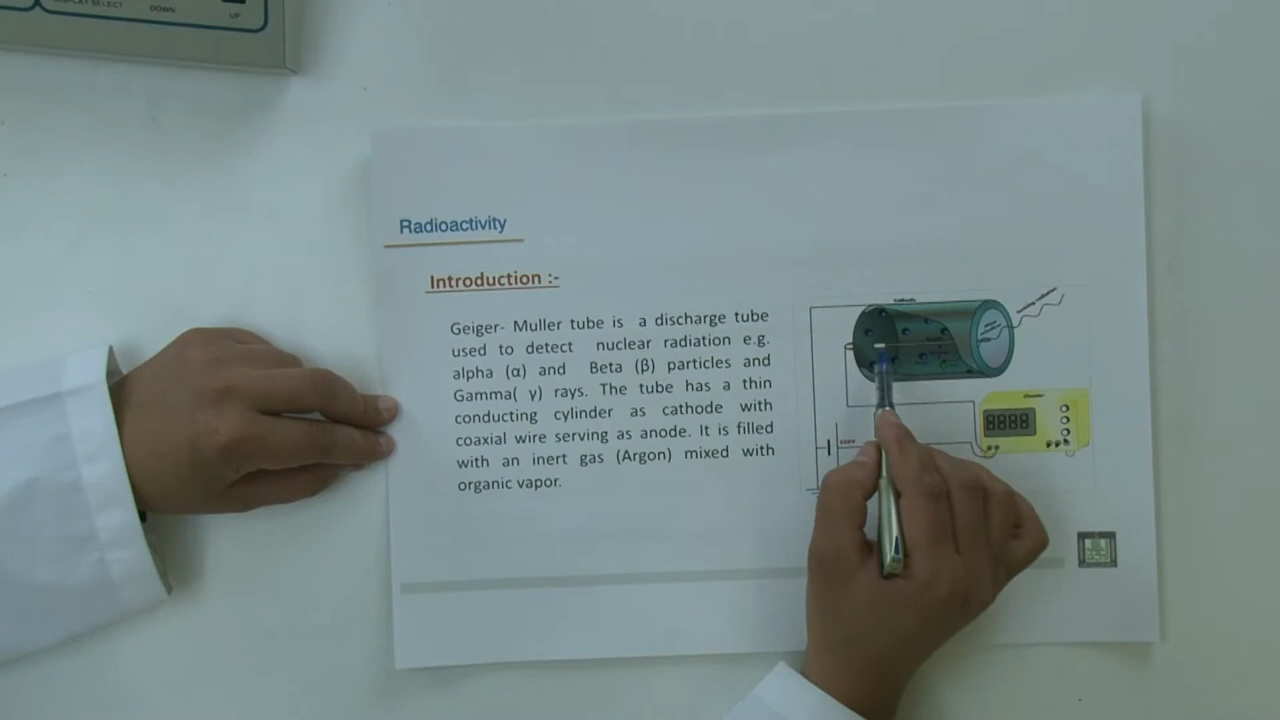 DISPLAY SELECT
DOWN
UP
Radioactivity
Introduction :-
Geiger- Muller tube is a discharge tube
used to detect nuclear radiation e.g.
alpha (α) and Beta (β) particles and
Gamma( γ) rays. The tube has a thin
conducting cylinder as cathode with
coaxial wire serving as anode. It is filled
with an inert gas (Argon) mixed with
organic vapor.
Cathode
Counter
8888